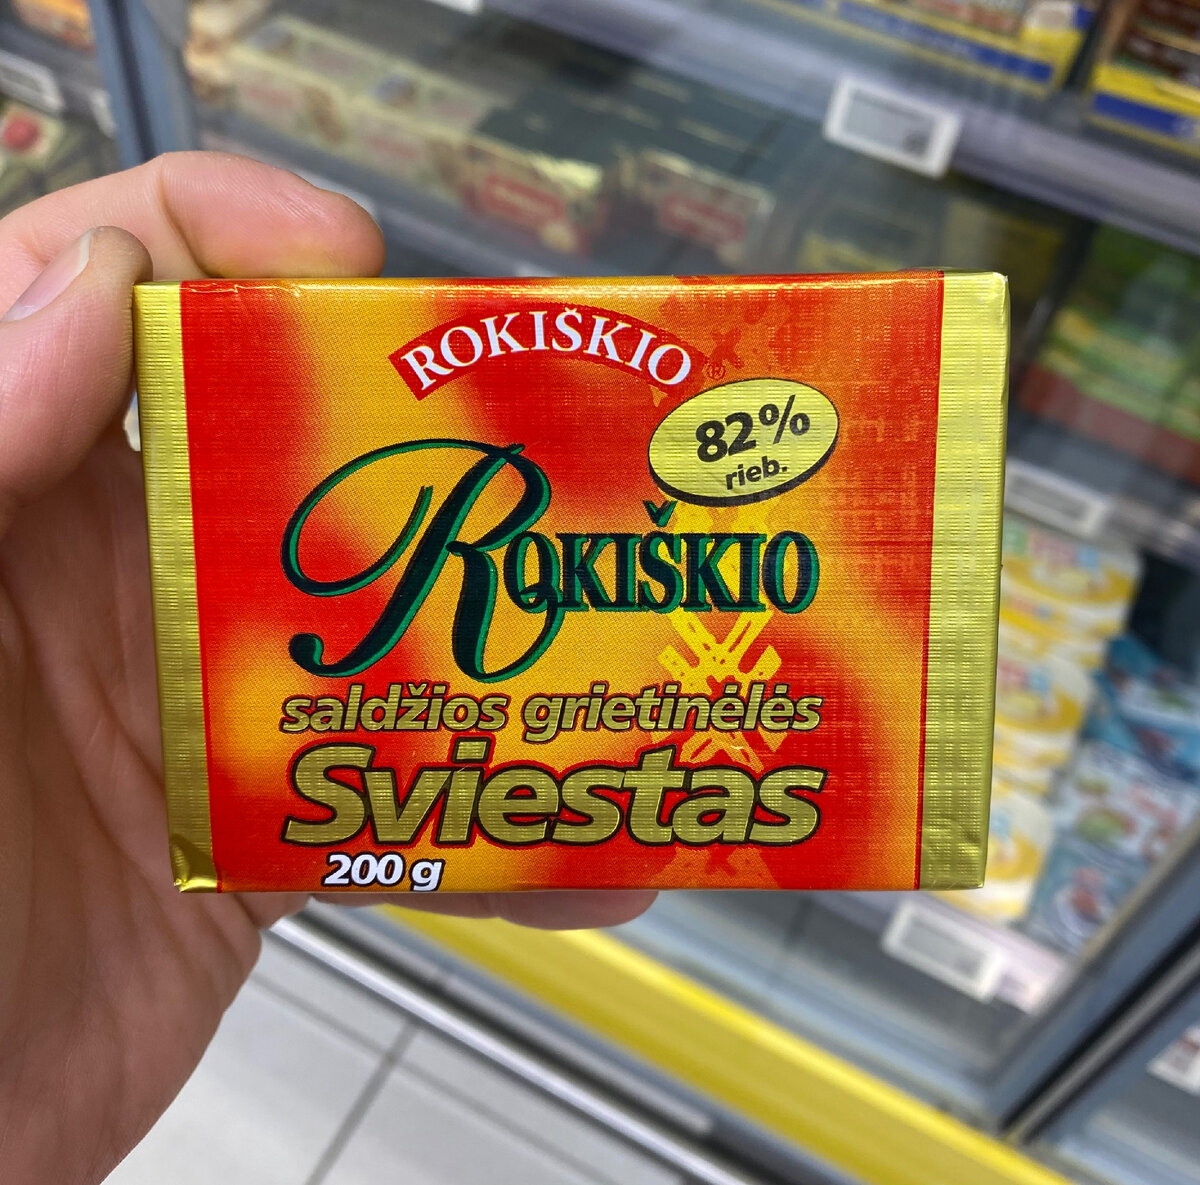 ROKIŠKIO
82%
rieb.
ROKIŠKIO
saldžios grietinėlės
Sviestas
200 g